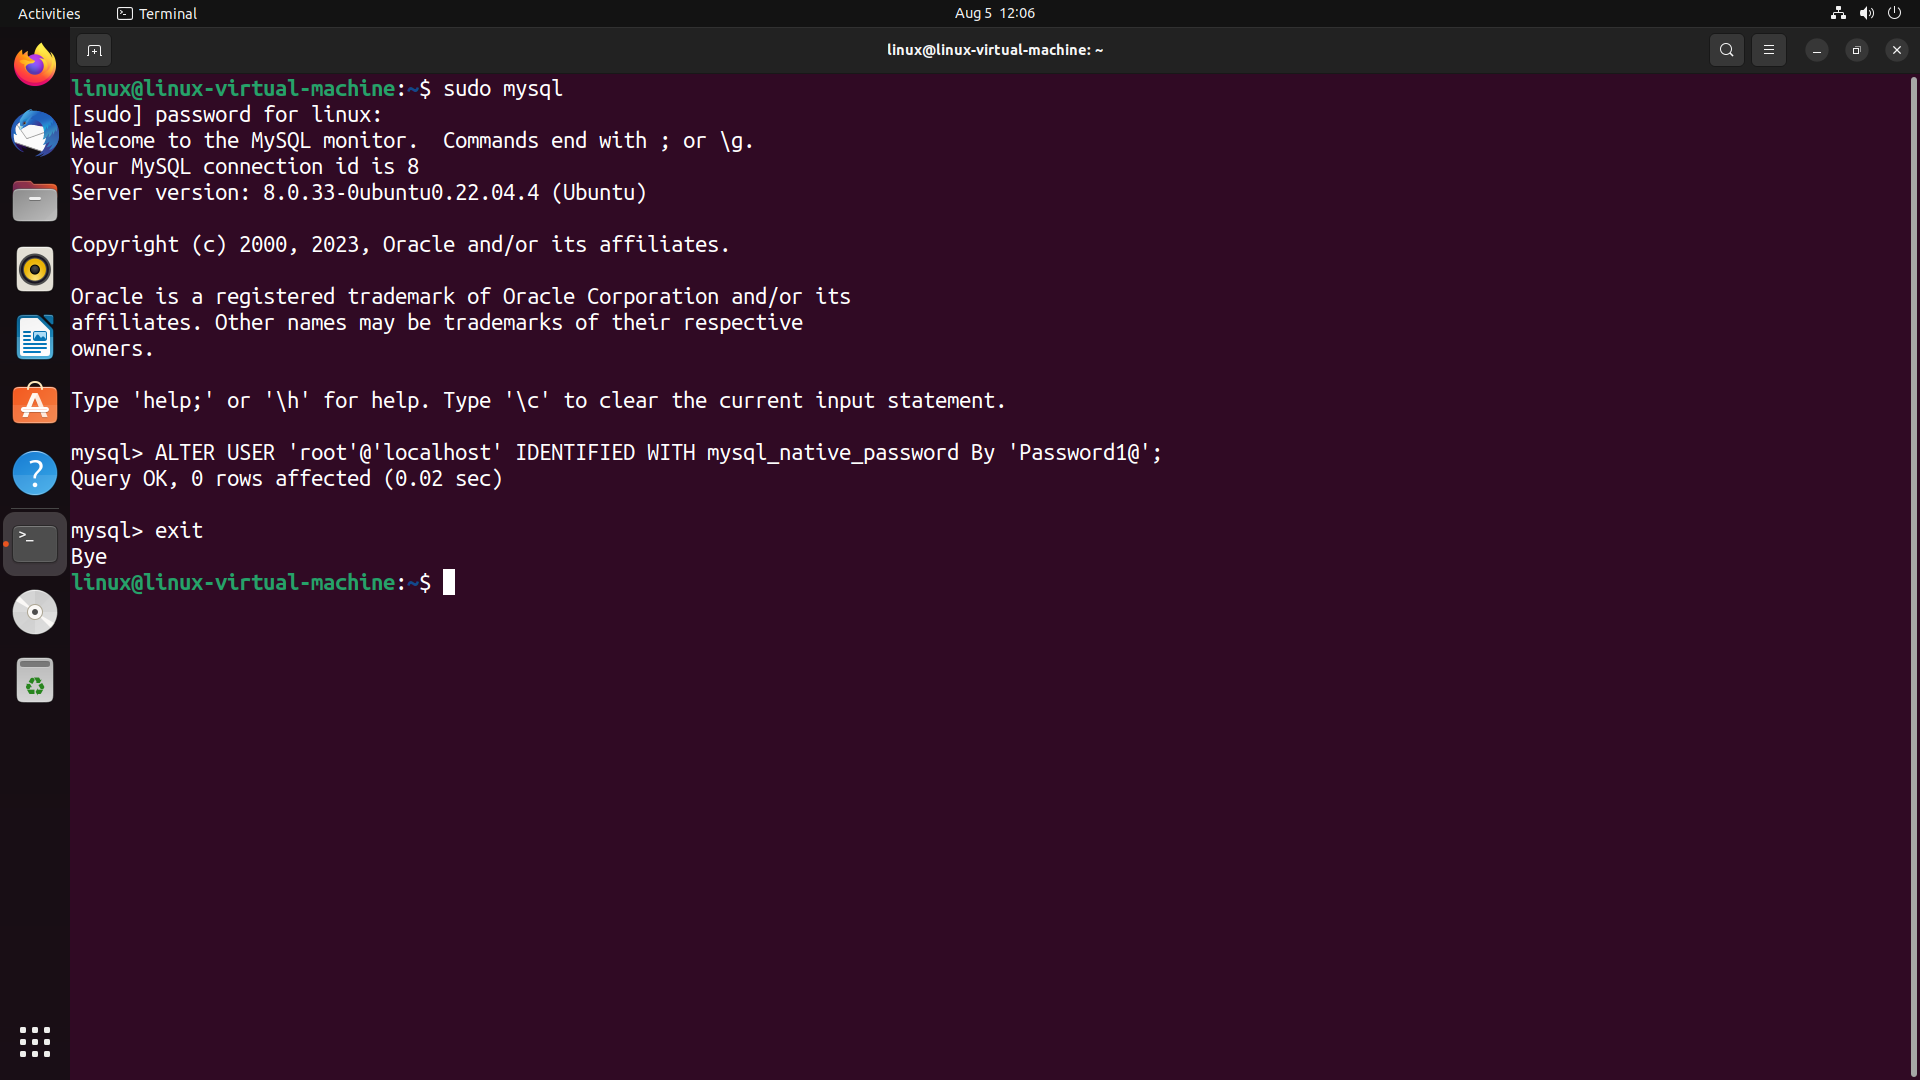 Activities Terminal Aug 5 12:06
linux@linux-virtual-machine: ~
linux@linux-virtual-machine:~$ sudo mysql
[sudo] password for linux:
Welcome to the MySQL monitor.  Commands end with ; or \g.
Your MySQL connection id is 8
Server version: 8.0.33-0ubuntu0.22.04.4 (Ubuntu)

Copyright (c) 2000, 2023, Oracle and/or its affiliates.

Oracle is a registered trademark of Oracle Corporation and/or its
affiliates. Other names may be trademarks of their respective
owners.

Type 'help;' or '\h' for help. Type '\c' to clear the current input statement.

mysql> ALTER USER 'root'@'localhost' IDENTIFIED WITH mysql_native_password By 'Password1@';
Query OK, 0 rows affected (0.02 sec)

mysql> exit
Bye
linux@linux-virtual-machine:~$